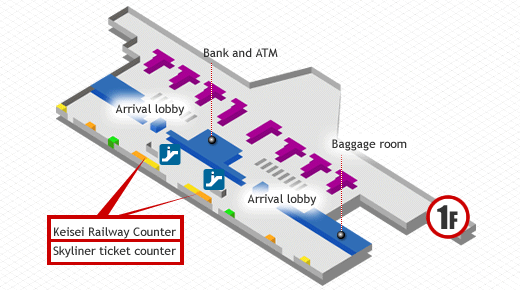 Bank and ATM
Arrival lobby
Baggage room
Arrival lobby
1F
Keisei Railway Counter
Skyliner ticket counter